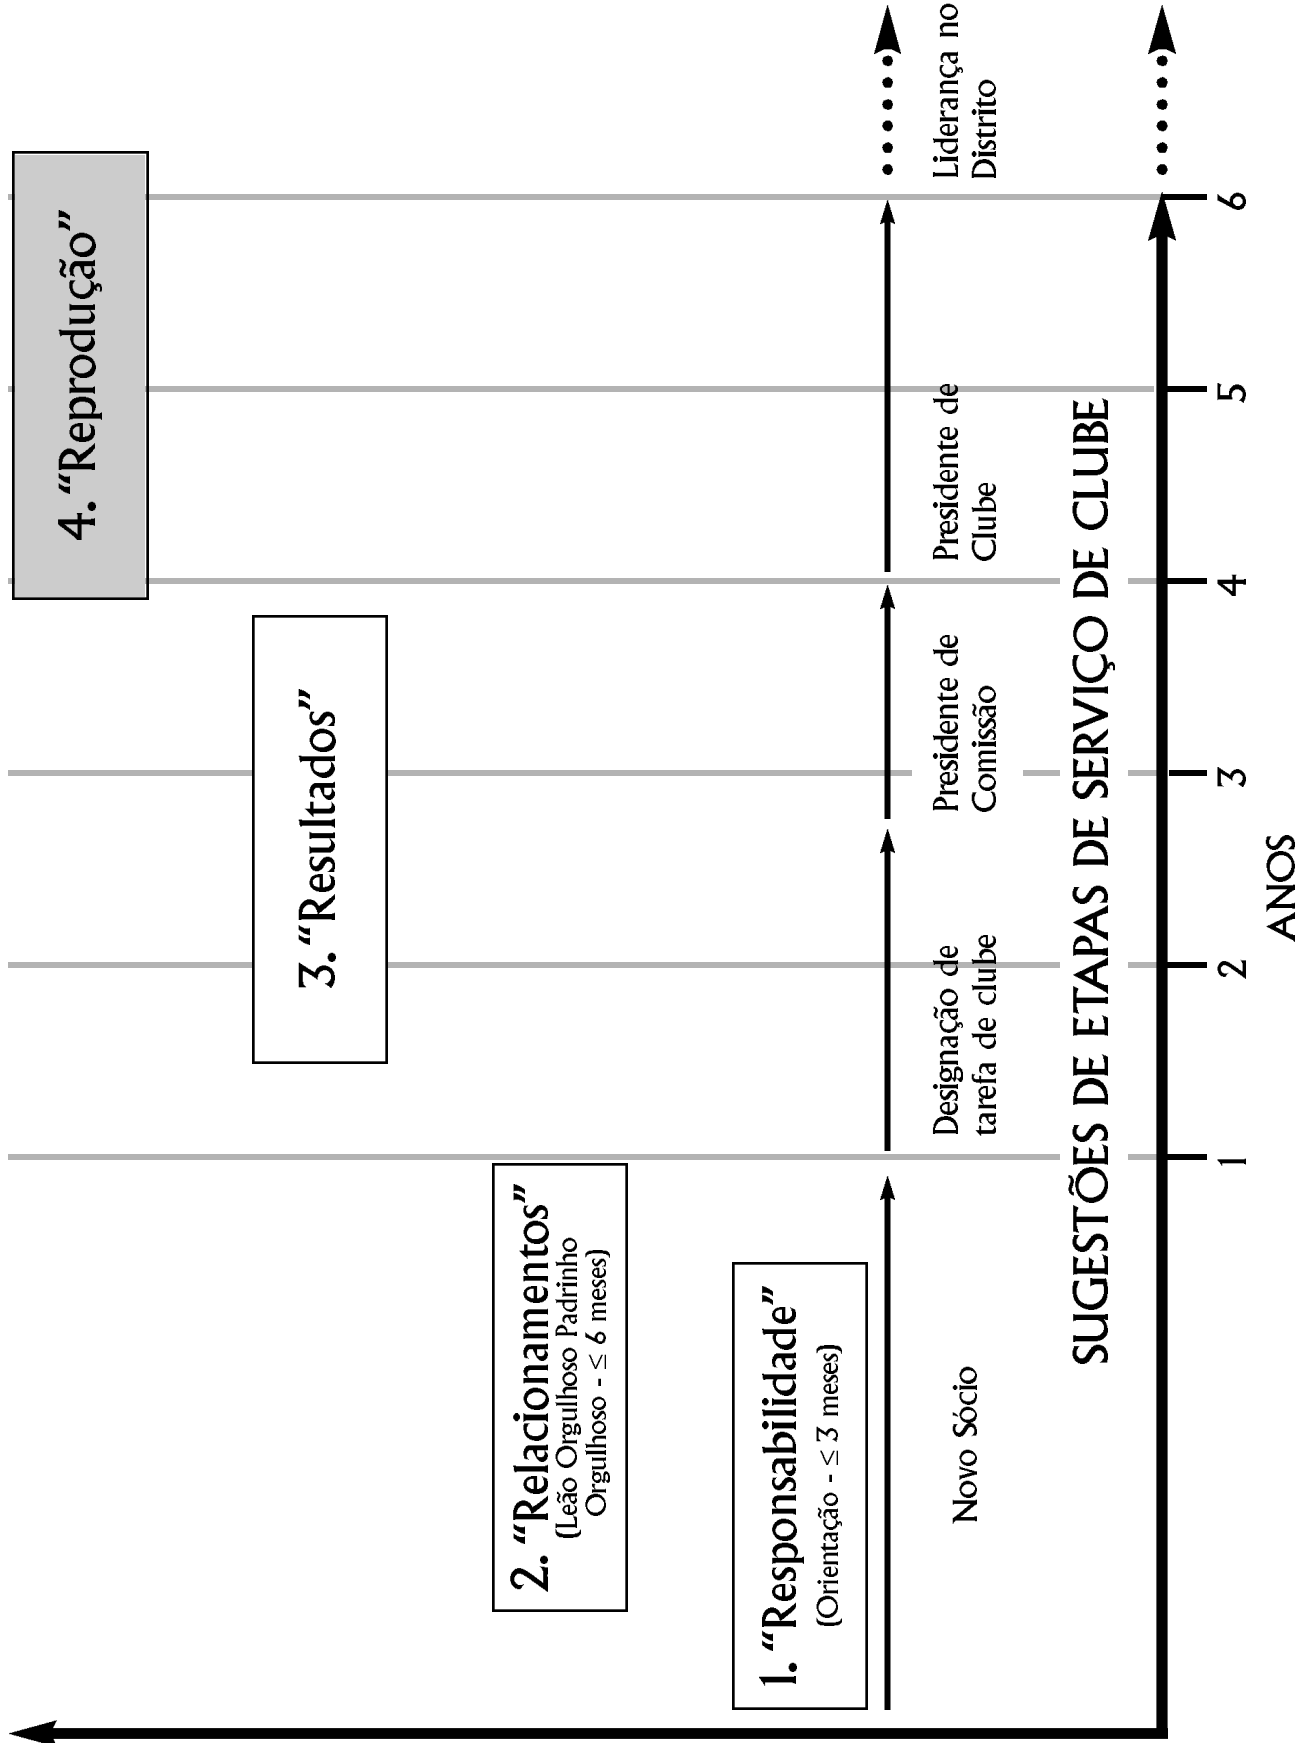 4. “Reprodução”
3. “Resultados”
2. “Relacionamentos”
(Leão Orgulhoso Padrinho
Orgulhoso - ≤ 6 meses)
1. “Responsabilidade”
(Orientação - ≤ 3 meses)
Novo Sócio
Designação de
tarefa de clube
Presidente de
Comissão
Presidente de
Clube
Liderança no
Distrito
SUGESTÕES DE ETAPAS DE SERVIÇO DE CLUBE
1
2
3
4
5
6
ANOS